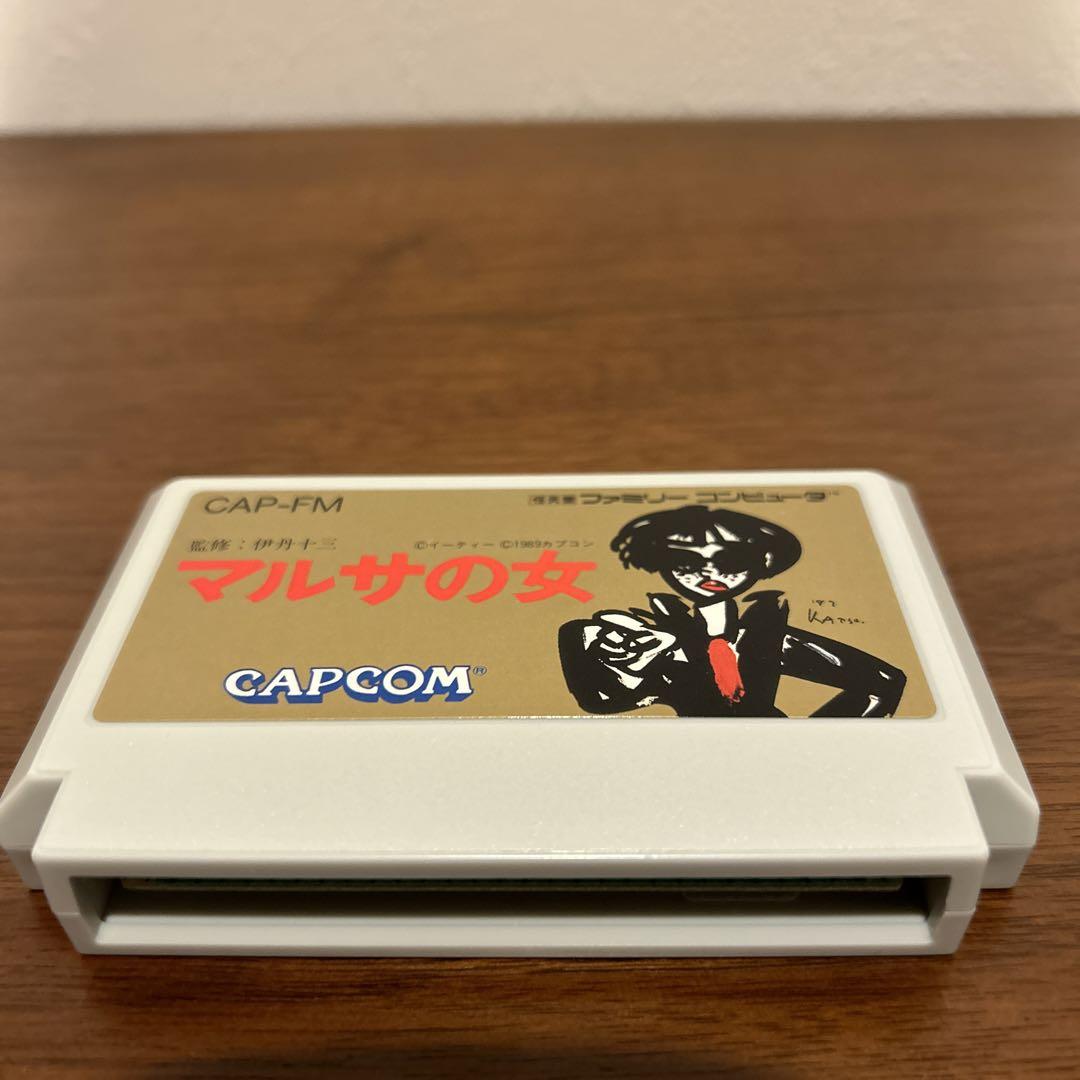 CAP-FM
任天堂 ファミリーコンピュータ™
監修：伊丹十三
©イーティー ©1989カプコン
マルサの女
CAPCOM®